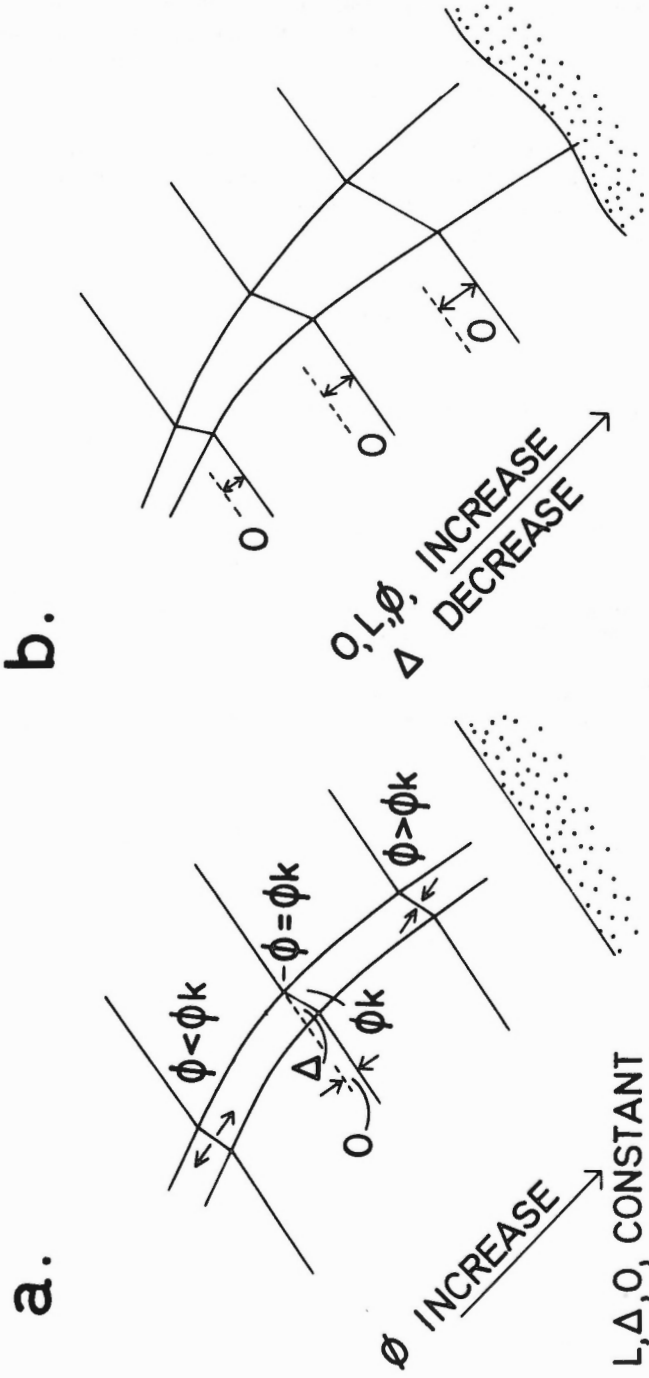 a.
ϕ<ϕk
-ϕ=ϕk
ϕ>ϕk
Δ
ϕk
O
Ø INCREASE
L,Δ,O, CONSTANT
b.
O
O
O
O,L,Ø, INCREASE
Δ DECREASE